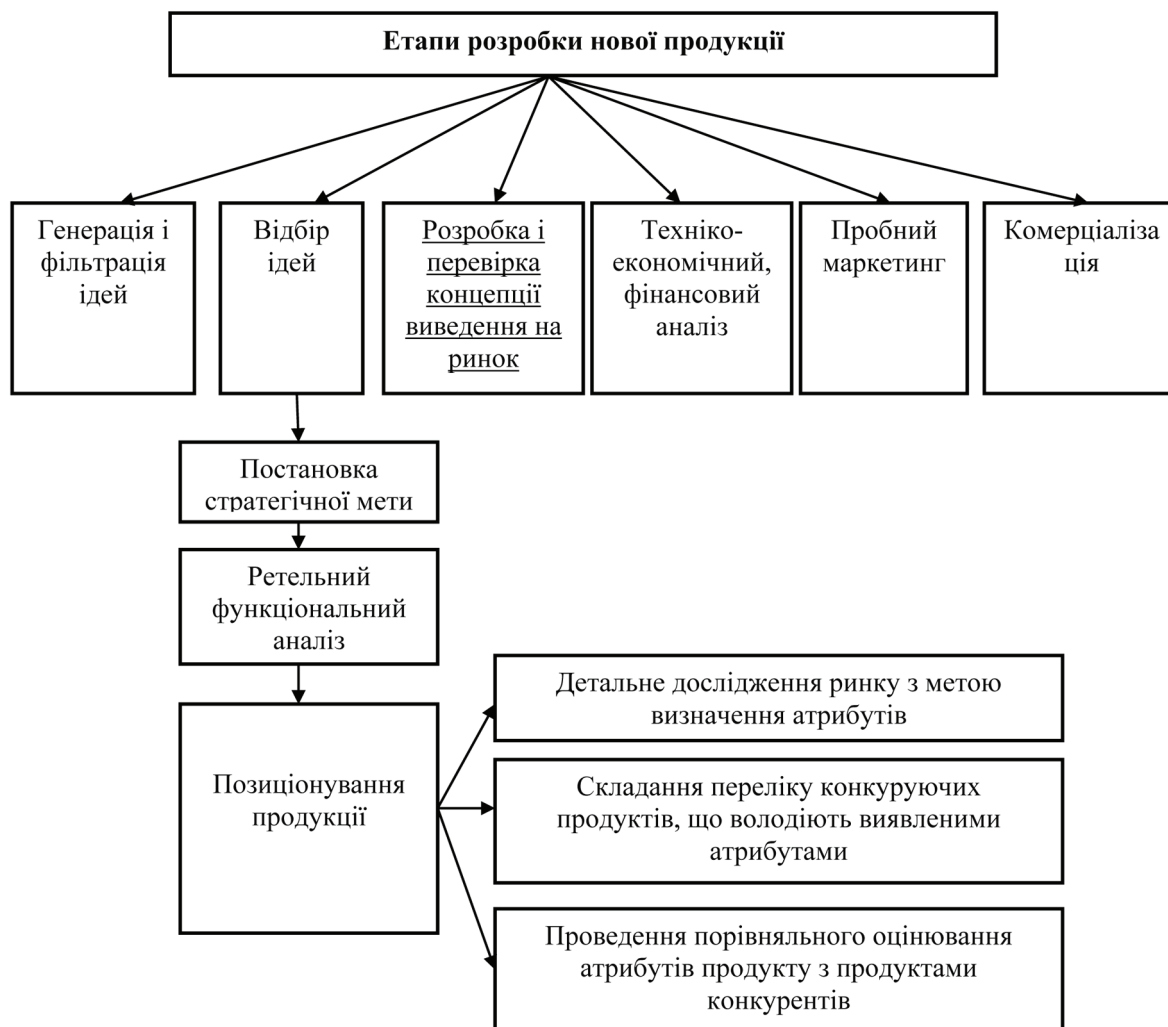 Етапи розробки нової продукції
Генерація і
фільтрація
ідей
Відбір
ідей
Розробка і
перевірка
концепції
виведення на
ринок
Техніко-
економічний,
фінансовий
аналіз
Пробний
маркетинг
Комерціаліза
ція
Постановка
стратегічної мети
Ретельний
функціональний
аналіз
Позиціонування
продукції
Детальне дослідження ринку з метою
визначення атрибутів
Складання переліку конкуруючих
продуктів, що володіють виявленими
атрибутами
Проведення порівняльного оцінювання
атрибутів продукту з продуктами
конкурентів